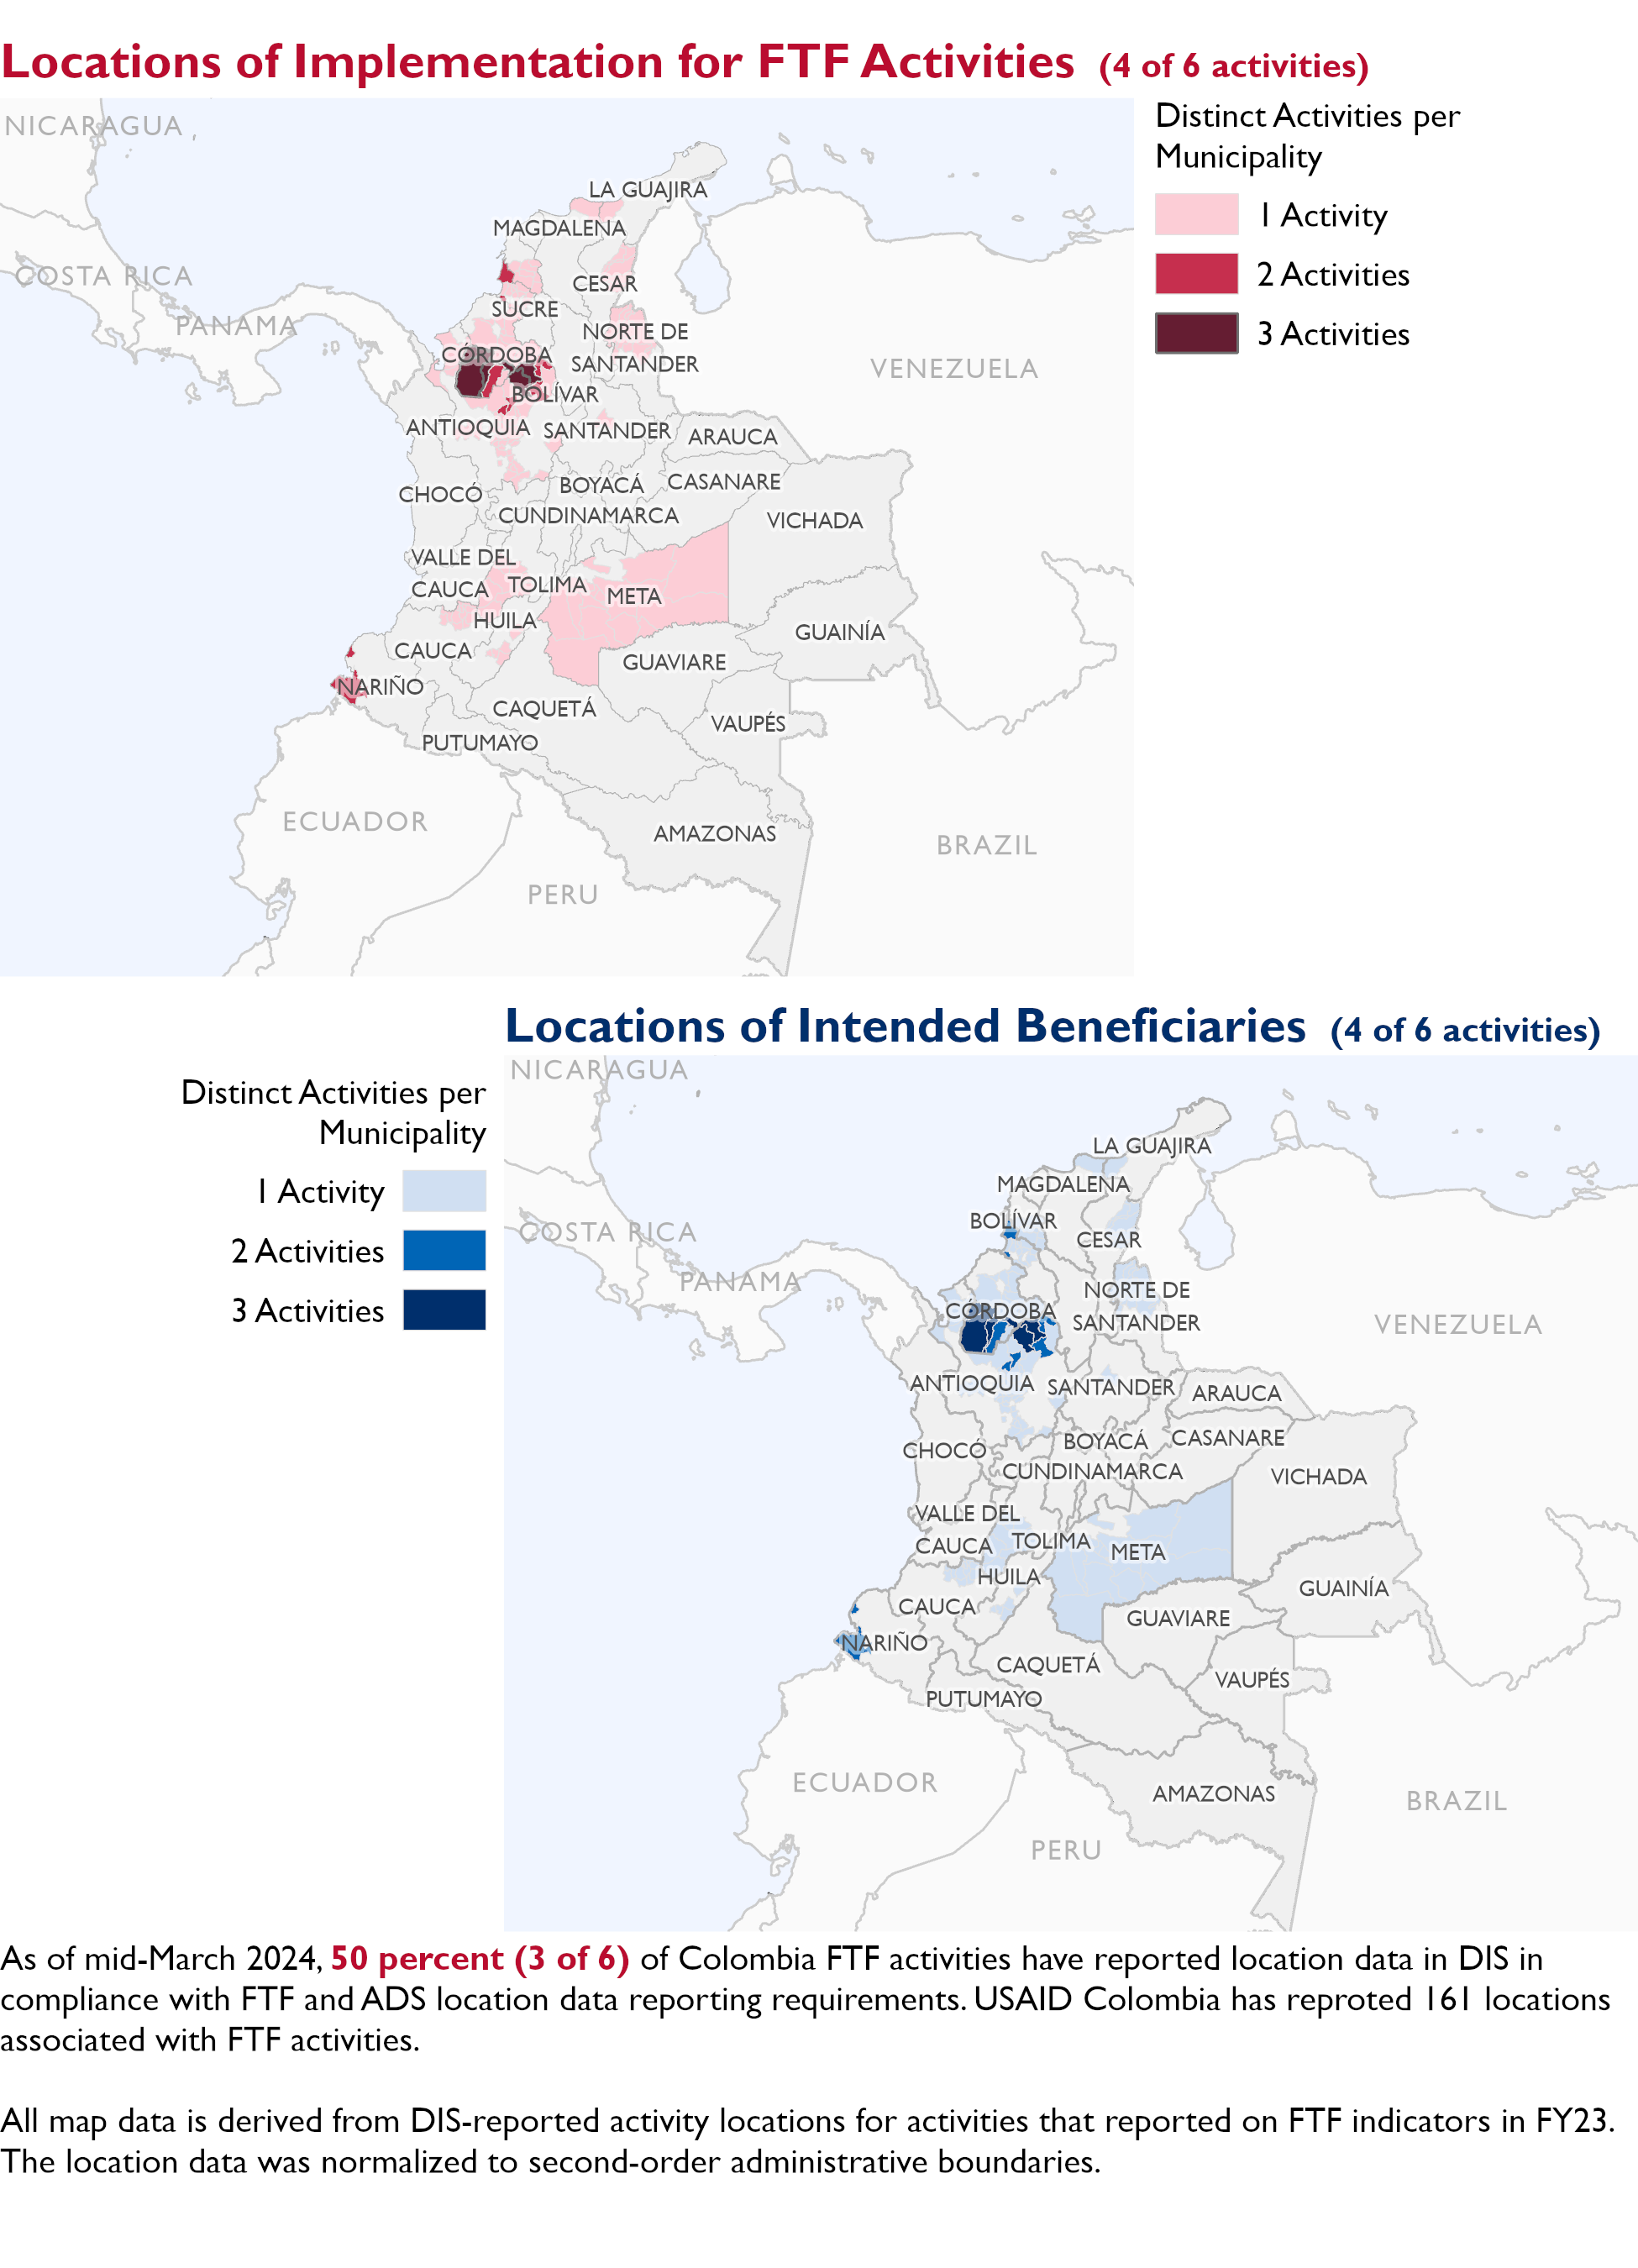 Locations of Implementation for FTF Activities (4 of 6 activities)
Distinct Activities per
Municipality
1 Activity
2 Activities
3 Activities
NICARAGUA
COSTA RICA
PANAMA
LA GUAJIRA
MAGDALENA
CESAR
SUCRE
NORTE DE
SANTANDER
CÓRDOBA
BOLÍVAR
VENEZUELA
ANTIOQUIA
SANTANDER
ARAUCA
CHOCÓ
BOYACÁ
CASANARE
CUNDINAMARCA
VICHADA
VALLE DEL
CAUCA
TOLIMA
META
HUILA
GUAINÍA
CAUCA
GUAVIARE
NARIÑO
CAQUETÁ
VAUPÉS
PUTUMAYO
ECUADOR
AMAZONAS
BRAZIL
PERU
Locations of Intended Beneficiaries (4 of 6 activities)
Distinct Activities per
Municipality
1 Activity
2 Activities
3 Activities
NICARAGUA
COSTA RICA
PANAMA
LA GUAJIRA
MAGDALENA
BOLÍVAR
CESAR
NORTE DE
SANTANDER
CÓRDOBA
VENEZUELA
ANTIOQUIA
SANTANDER
ARAUCA
CHOCÓ
BOYACÁ
CASANARE
CUNDINAMARCA
VICHADA
VALLE DEL
CAUCA
TOLIMA
META
HUILA
GUAINÍA
CAUCA
GUAVIARE
NARIÑO
CAQUETÁ
VAUPÉS
PUTUMAYO
ECUADOR
AMAZONAS
BRAZIL
PERU
As of mid-March 2024, 50 percent (3 of 6) of Colombia FTF activities have reported location data in DIS in
compliance with FTF and ADS location data reporting requirements. USAID Colombia has reproted 161 locations
associated with FTF activities.
All map data is derived from DIS-reported activity locations for activities that reported on FTF indicators in FY23.
The location data was normalized to second-order administrative boundaries.